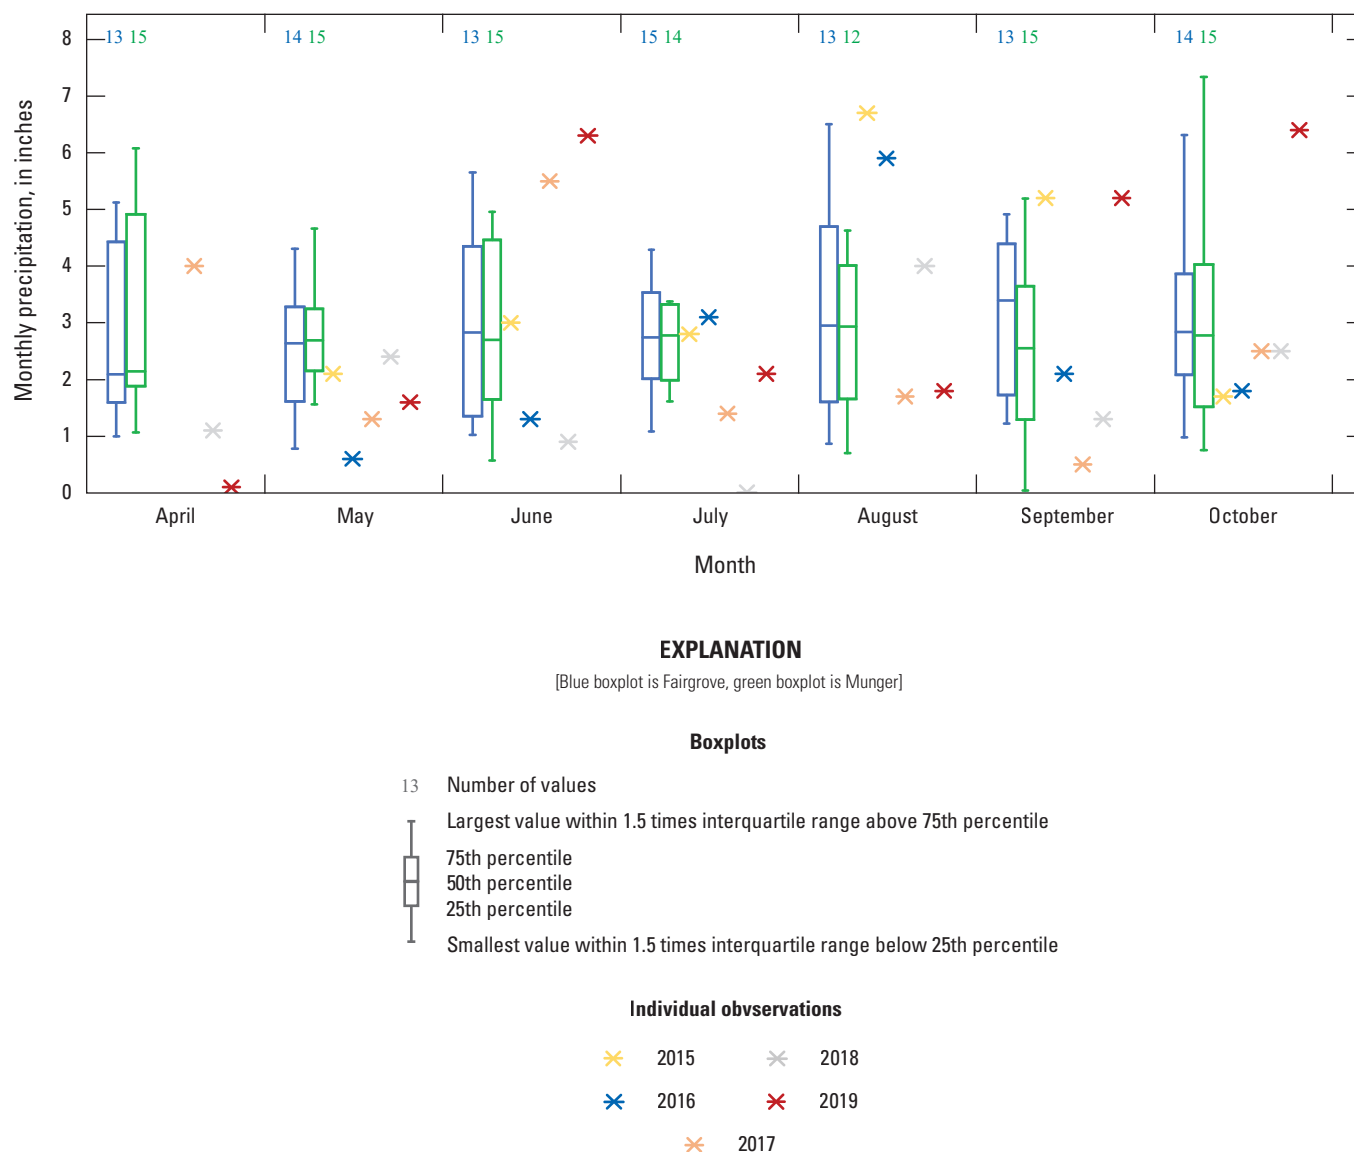 8
13 15
14 15
13 15
15 14
13 12
13 15
14 15
7
6
5
4
3
2
1
0
Monthly precipitation, in inches
April
May
June
July
August
September
October
Month
EXPLANATION
[Blue boxplot is Fairgrove, green boxplot is Munger]
Boxplots
13 Number of values
Largest value within 1.5 times interquartile range above 75th percentile
75th percentile
50th percentile
25th percentile
Smallest value within 1.5 times interquartile range below 25th percentile
Individual obvservations
2015
2018
2016
2019
2017